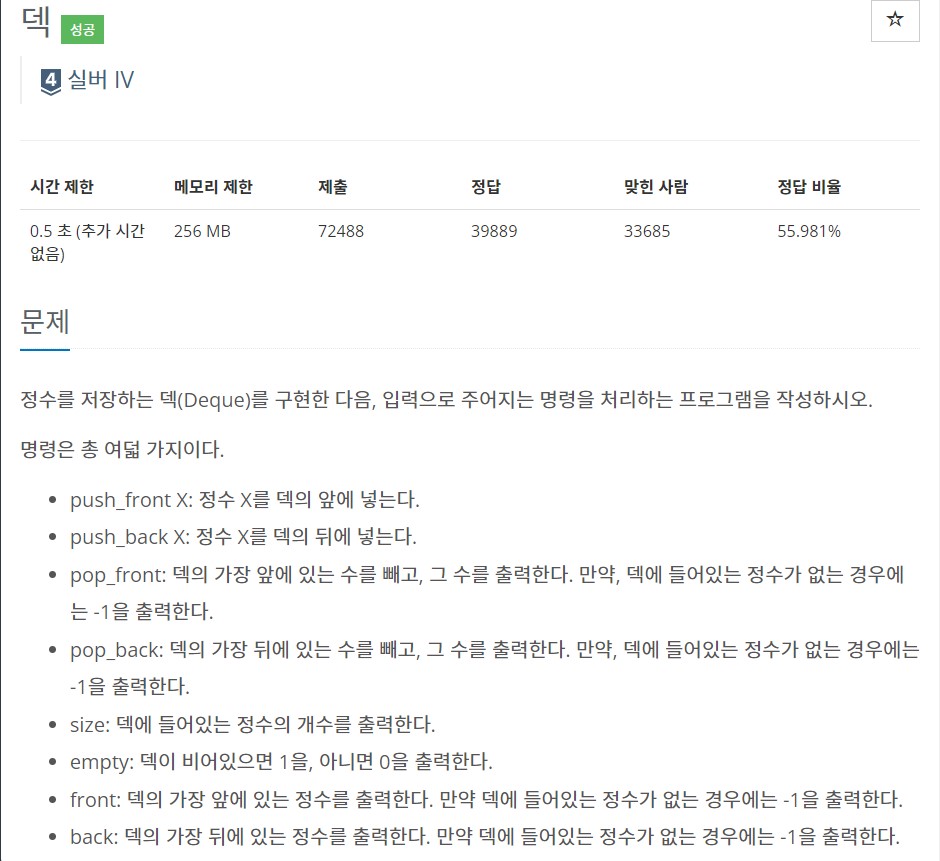 덱 성공
☆
4 실버 IV
시간 제한 메모리 제한 제출 정답 맞힌 사람 정답 비율
0.5 초 (추가 시간 256 MB 72488 39889 33685 55.981%
없음)
문제
정수를 저장하는 덱(Deque)를 구현한 다음, 입력으로 주어지는 명령을 처리하는 프로그램을 작성하시오.
명령은 총 여덟 가지이다.
• push_front X: 정수 X를 덱의 앞에 넣는다.
• push_back X: 정수 X를 덱의 뒤에 넣는다.
• pop_front: 덱의 가장 앞에 있는 수를 빼고, 그 수를 출력한다. 만약, 덱에 들어있는 정수가 없는 경우에
는 -1을 출력한다.
• pop_back: 덱의 가장 뒤에 있는 수를 빼고, 그 수를 출력한다. 만약, 덱에 들어있는 정수가 없는 경우에는
-1을 출력한다.
• size: 덱에 들어있는 정수의 개수를 출력한다.
• empty: 덱이 비어있으면 1을, 아니면 0을 출력한다.
• front: 덱의 가장 앞에 있는 정수를 출력한다. 만약 덱에 들어있는 정수가 없는 경우에는 -1을 출력한다.
• back: 덱의 가장 뒤에 있는 정수를 출력한다. 만약 덱에 들어있는 정수가 없는 경우에는 -1을 출력한다.